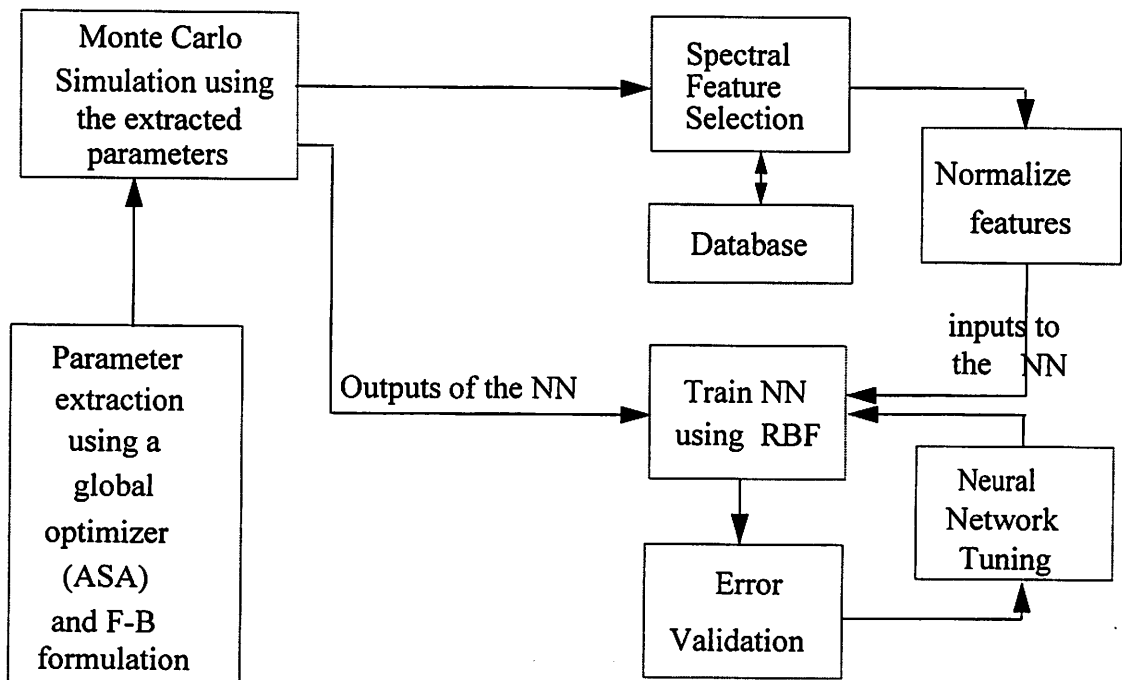 Monte Carlo
Simulation using
the extracted
parameters
Spectral
Feature
Selection
Normalize
features
Database
Parameter
extraction
using a
global
optimizer
(ASA)
and F-B
formulation
Outputs of the NN
inputs to
the NN
Train NN
using RBF
Neural
Network
Tuning
Error
Validation